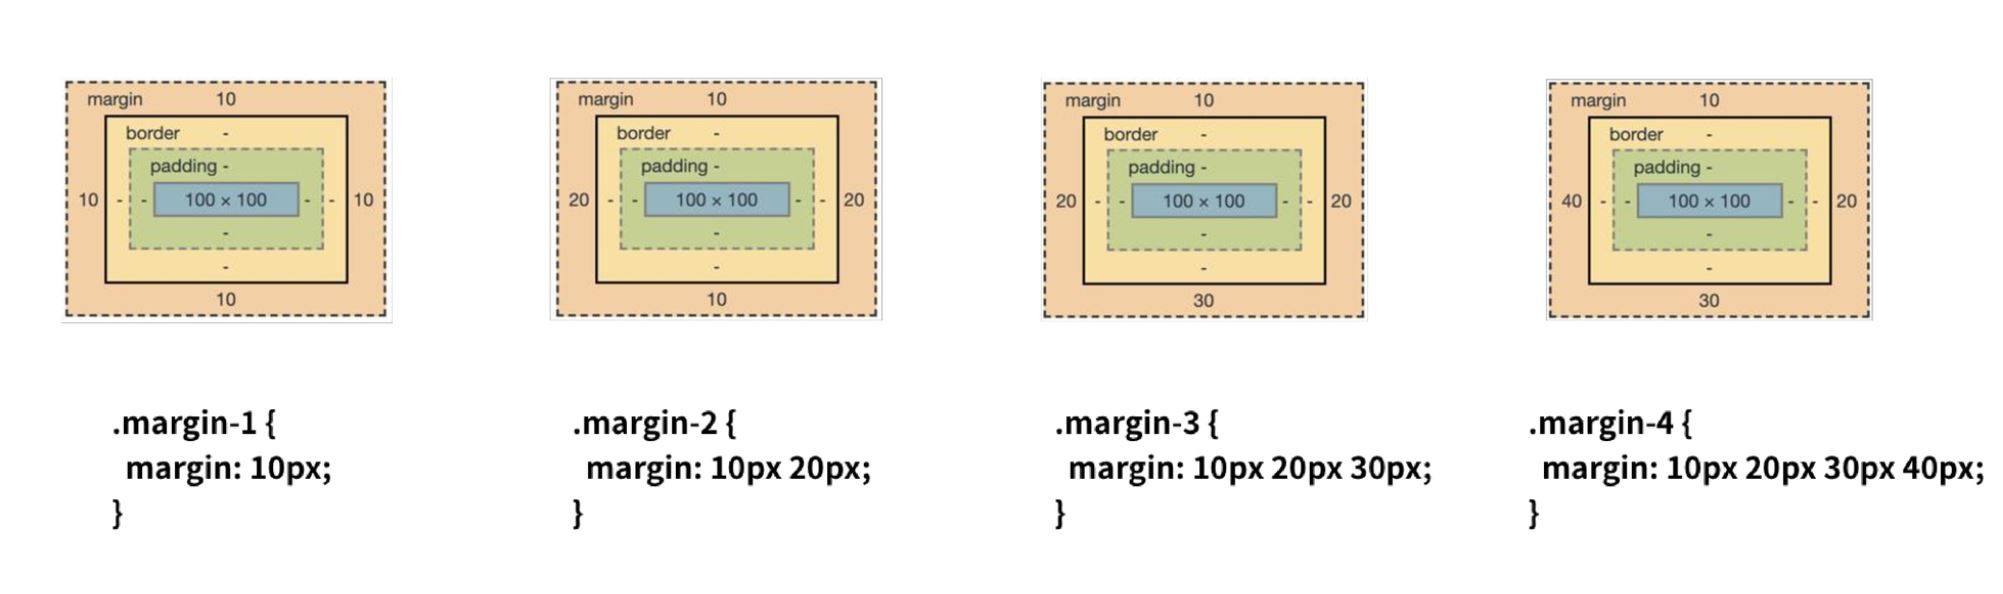 margin 10
border -
padding -
10 - - 100 × 100 - - 10
-
-
10
margin 10
border -
padding -
20 - - 100 × 100 - - 20
-
-
10
margin 10
border -
padding -
20 - - 100 × 100 - - 20
-
-
30
margin 10
border -
padding -
40 - - 100 × 100 - - 20
-
-
30
.margin-1 {
margin: 10px;
}
.margin-2 {
margin: 10px 20px;
}
.margin-3 {
margin: 10px 20px 30px;
}
.margin-4 {
margin: 10px 20px 30px 40px;
}